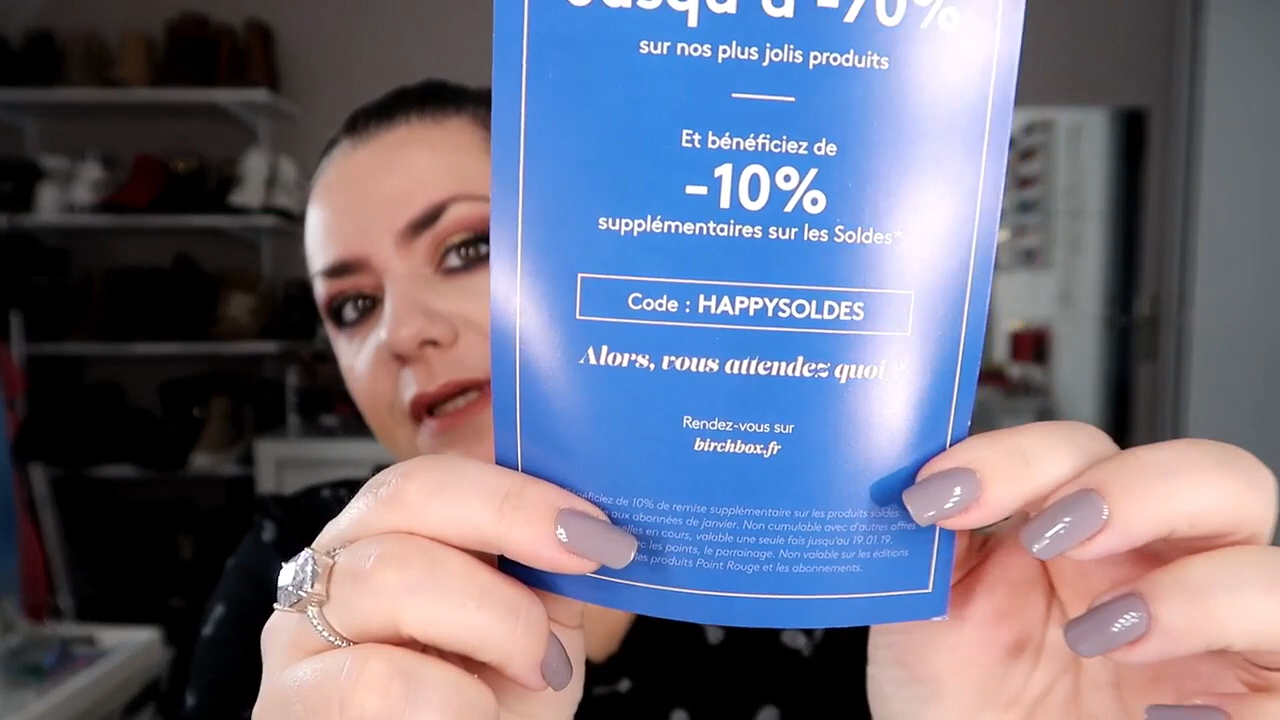 Jusqu'à -70%
sur nos plus jolis produits
Et bénéficiez de
-10%
supplémentaires sur les Soldes*
Code : HAPPYSOLDES
Alors, vous attendez quoi ?
Rendez-vous sur
birchbox.fr
Bénéficiez de 10% de remise supplémentaire sur les produits soldés.
aux abonnées de janvier. Non cumulable avec d'autres offres
en cours, valable une seule fois jusqu'au 19.01.19.
les points, le parrainage. Non valable sur les éditions
les produits Point Rouge et les abonnements.